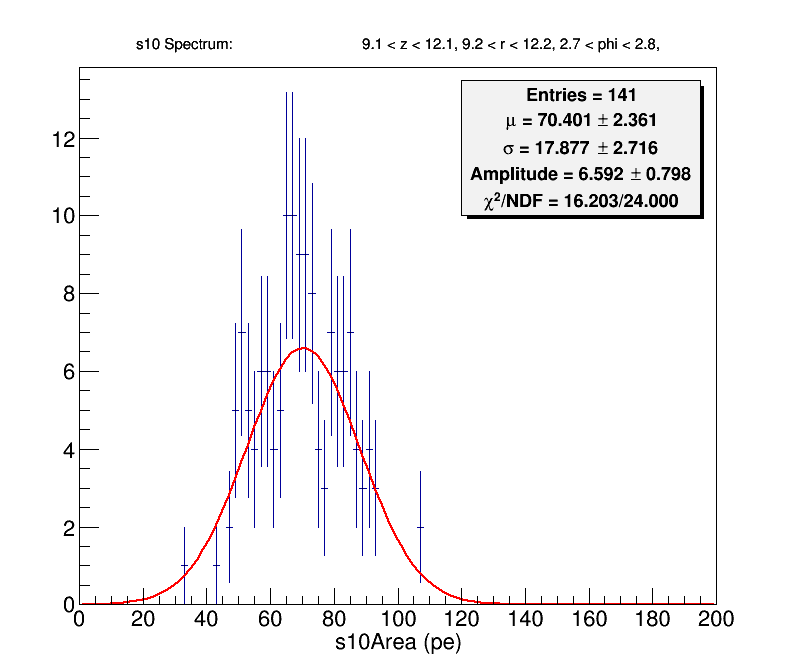 s10 Spectrum: 9.1 < z < 12.1, 9.2 < r < 12.2, 2.7 < phi < 2.8,
Entries = 141
μ = 70.401 ± 2.361
σ = 17.877 ± 2.716
Amplitude = 6.592 ± 0.798
χ²/NDF = 16.203/24.000
12
10
8
6
4
2
0
0 20 40 60 80 100 120 140 160 180 200
s10Area (pe)